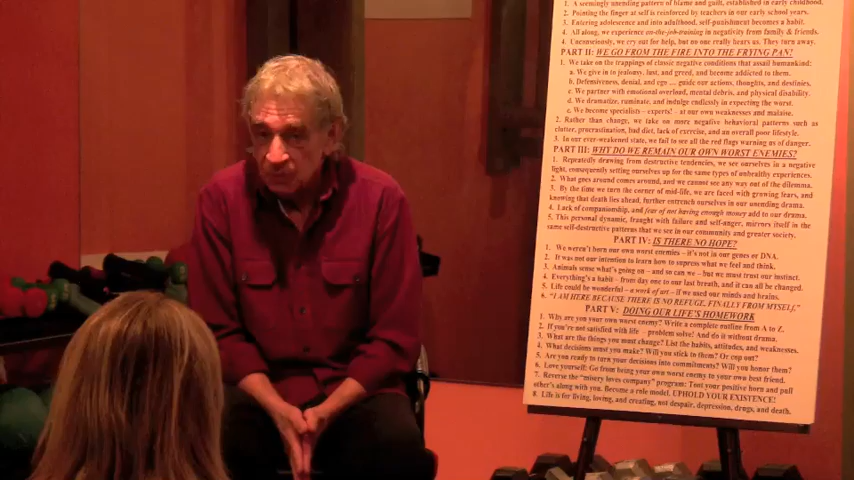 1. A seemingly unending pattern of blame and guilt, established in early childhood.
2. Pointing the finger at self is reinforced by teachers in our early school years.
3. Entering adolescence and into adulthood, self-punishment becomes a habit.
4. All along, we experience on-the-job-training in negativity from family & friends.
4. Unconsciously, we cry out for help, but no one really hears us. They turn away.
PART II: WE GO FROM THE FIRE INTO THE FRYING PAN!
1. We take on the trappings of classic negative conditions that assail humankind:
a. We give in to jealousy, lust, and greed, and become addicted to them.
b. Defensiveness, denial, and ego ... guide our actions, thoughts, and destinies.
c. We partner with emotional overload, mental debris, and physical disability.
d. We dramatize, ruminate, and indulge endlessly in expecting the worst.
e. We become specialists – experts! – at our own weaknesses and malaise.
2. Rather than change, we take on more negative behavioral patterns such as
clutter, procrastination, bad diet, lack of exercise, and an overall poor lifestyle.
3. In our ever-weakened state, we fail to see all the red flags warning us of danger.
PART III: WHY DO WE REMAIN OUR OWN WORST ENEMIES?
1. Repeatedly drawing from destructive tendencies, we see ourselves in a negative
light, consequently setting ourselves up for the same types of unhealthy experiences.
2. What goes around comes around, and we cannot see any way out of the dilemma.
3. By the time we turn the corner of mid-life, we are faced with growing fears, and
knowing that death lies ahead, further entrench ourselves in our unending drama.
4. Lack of companionship, and fear of not having enough money add to our drama.
5. This personal dynamic, fraught with failure and self-anger, mirrors itself in the
same self-destructive patterns that we see in our community and greater society.
PART IV: IS THERE NO HOPE?
1. We weren't born our own worst enemies – it's not in our genes or DNA.
2. It was not our intention to learn how to supress what we feel and think.
3. Animals sense what's going on – and so can we – but we must trust our instinct.
4. Everything's a habit – from day one to our last breath, and it can all be changed.
5. Life could be wonderful – a work of art – if we used our minds and brains.
6. "I AM HERE BECAUSE THERE IS NO REFUGE, FINALLY FROM MYSELF."
PART V: DOING OUR LIFE'S HOMEWORK
1. Why are you your own worst enemy? Write a complete outline from A to Z.
2. If you're not satisfied with life – problem solve! And do it without drama.
3. What are the things you must change? List the habits, attitudes, and weaknesses.
4. What decisions must you make? Will you stick to them? Or cop out?
5. Are you ready to turn your decisions into commitments? Will you honor them?
6. Love yourself: Go from being your own worst enemy to your own best friend.
7. Reverse the "misery loves company" program: Toot your positive horn and pull
other's along with you. Become a role model. UPHOLD YOUR EXISTENCE!
8. Life is for living, loving, and creating, not despair, depression, drugs, and death.